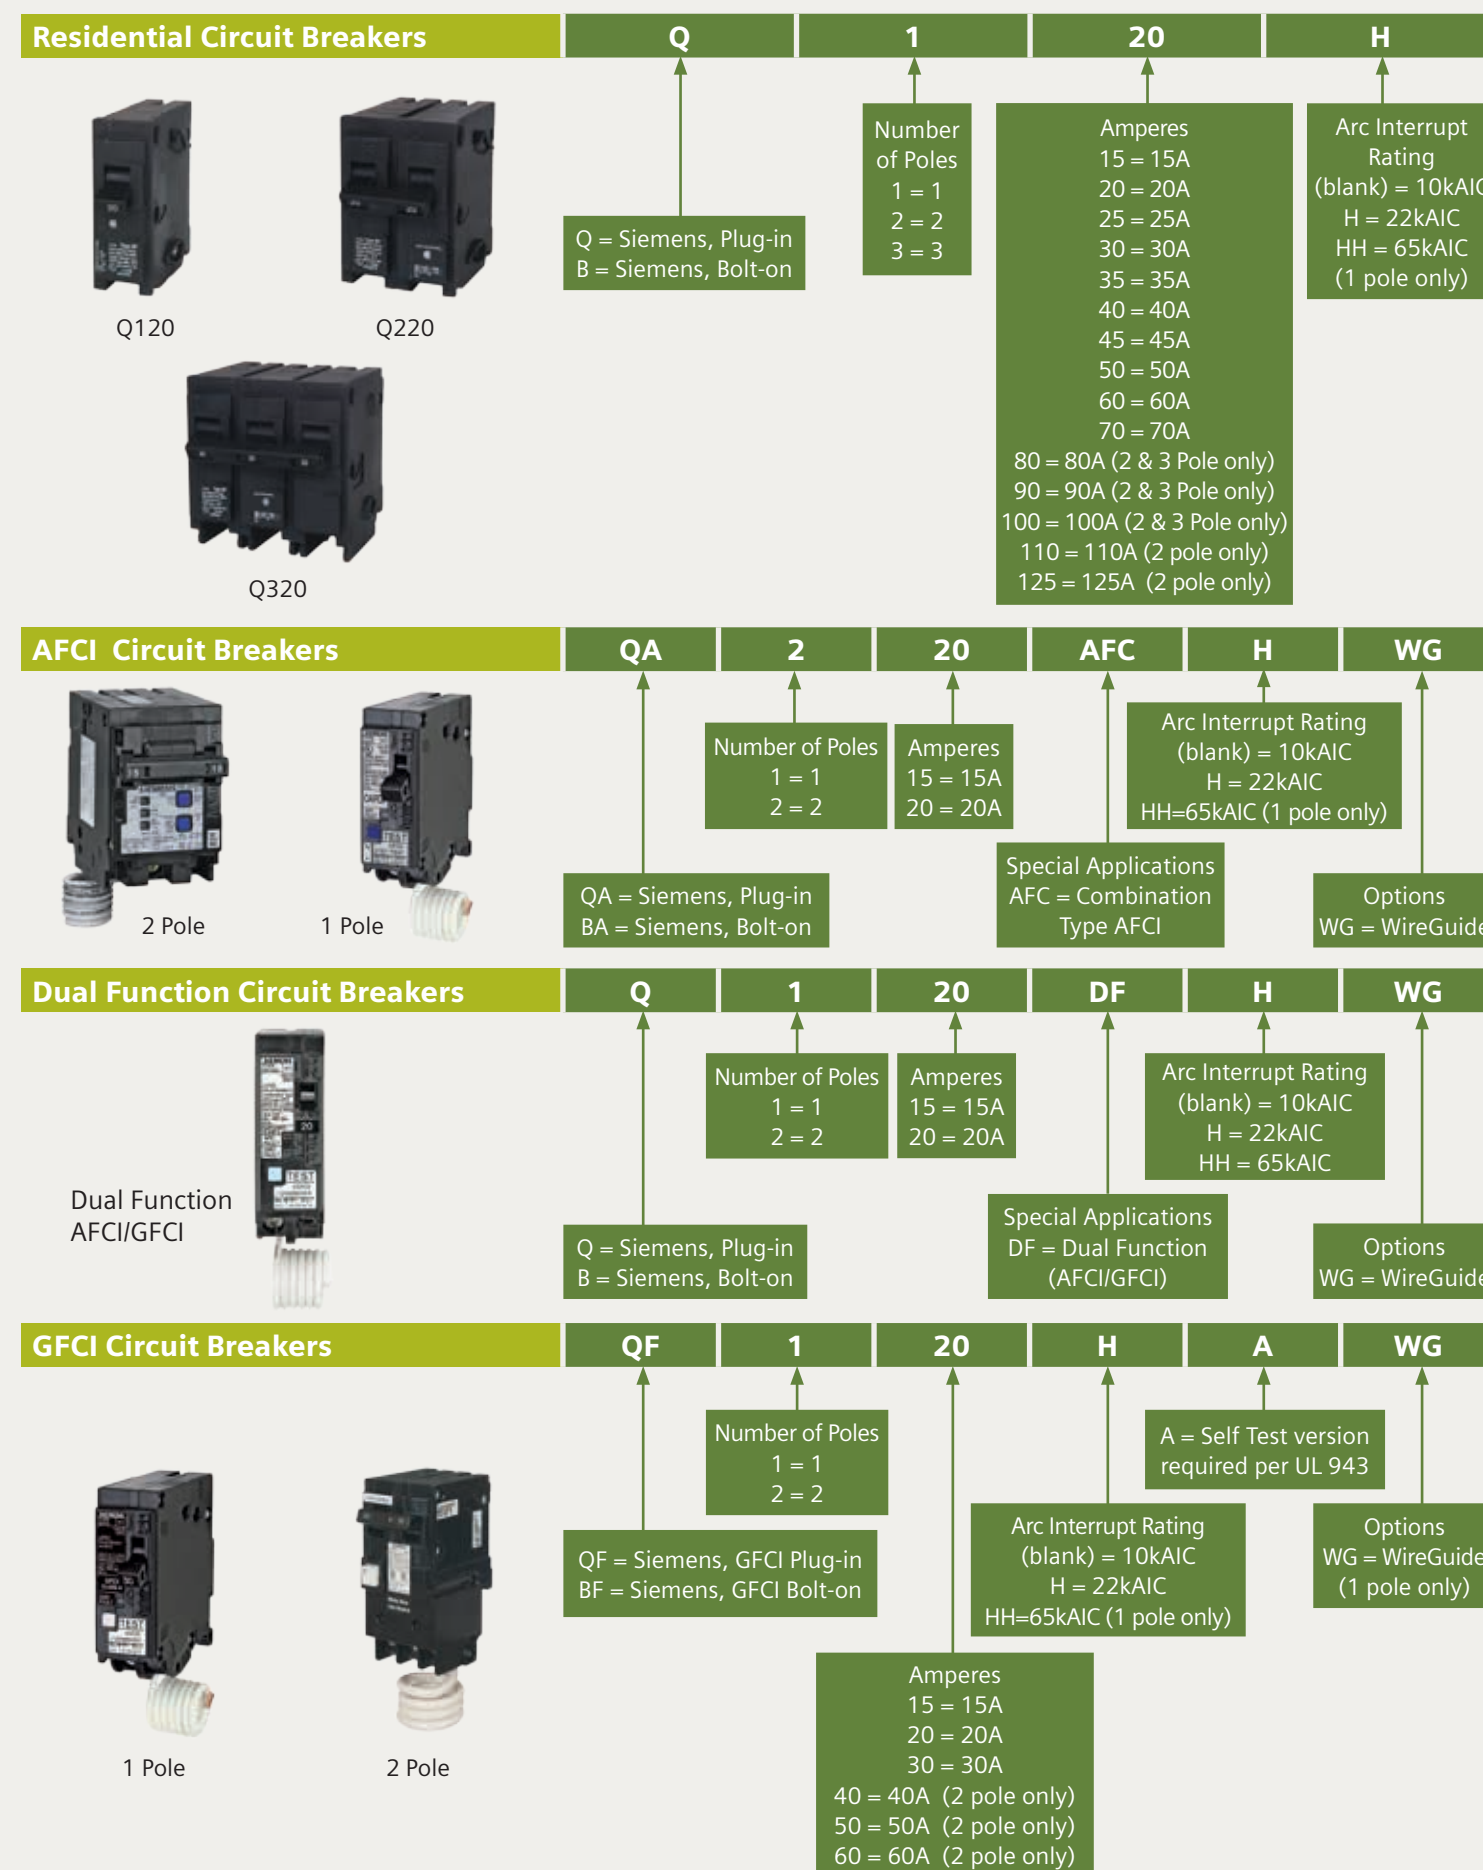 Residential Circuit Breakers
Q
1
20
H
Q = Siemens, Plug-in
B = Siemens, Bolt-on
Number
of Poles
1 = 1
2 = 2
3 = 3
Amperes
15 = 15A
20 = 20A
25 = 25A
30 = 30A
35 = 35A
40 = 40A
45 = 45A
50 = 50A
60 = 60A
70 = 70A
80 = 80A (2 & 3 Pole only)
90 = 90A (2 & 3 Pole only)
100 = 100A (2 & 3 Pole only)
110 = 110A (2 pole only)
125 = 125A (2 pole only)
Arc Interrupt
Rating
(blank) = 10kAIC
H = 22kAIC
HH = 65kAIC
(1 pole only)
Q120
Q220
Q320
AFCI Circuit Breakers
QA
2
20
AFC
H
WG
QA = Siemens, Plug-in
BA = Siemens, Bolt-on
Number of Poles
1 = 1
2 = 2
Amperes
15 = 15A
20 = 20A
Special Applications
AFC = Combination
Type AFCI
Arc Interrupt Rating
(blank) = 10kAIC
H = 22kAIC
HH=65kAIC (1 pole only)
Options
WG = WireGuide
2 Pole
1 Pole
TEST
Dual Function Circuit Breakers
Q
1
20
DF
H
WG
Q = Siemens, Plug-in
B = Siemens, Bolt-on
Number of Poles
1 = 1
2 = 2
Amperes
15 = 15A
20 = 20A
Special Applications
DF = Dual Function
(AFCI/GFCI)
Arc Interrupt Rating
(blank) = 10kAIC
H = 22kAIC
HH = 65kAIC
Options
WG = WireGuide
Dual Function
AFCI/GFCI
SIEMENS
20
TEST
GFCI Circuit Breakers
QF
1
20
H
A
WG
QF = Siemens, GFCI Plug-in
BF = Siemens, GFCI Bolt-on
Number of Poles
1 = 1
2 = 2
Amperes
15 = 15A
20 = 20A
30 = 30A
40 = 40A (2 pole only)
50 = 50A (2 pole only)
60 = 60A (2 pole only)
Arc Interrupt Rating
(blank) = 10kAIC
H = 22kAIC
HH=65kAIC (1 pole only)
A = Self Test version
required per UL 943
Options
WG = WireGuide
(1 pole only)
TEST
1 Pole
2 Pole